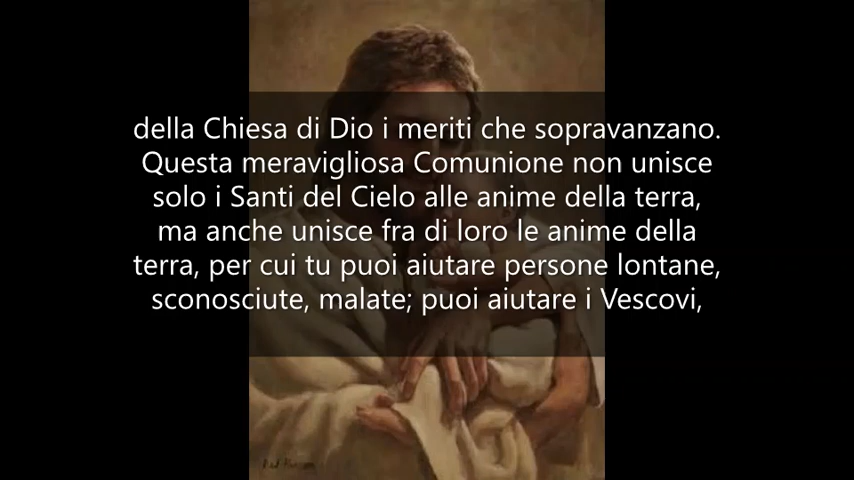 della Chiesa di Dio i meriti che sopravanzano.
Questa meravigliosa Comunione non unisce
solo i Santi del Cielo alle anime della terra,
ma anche unisce fra di loro le anime della
terra, per cui tu puoi aiutare persone lontane,
sconosciute, malate; puoi aiutare i Vescovi,